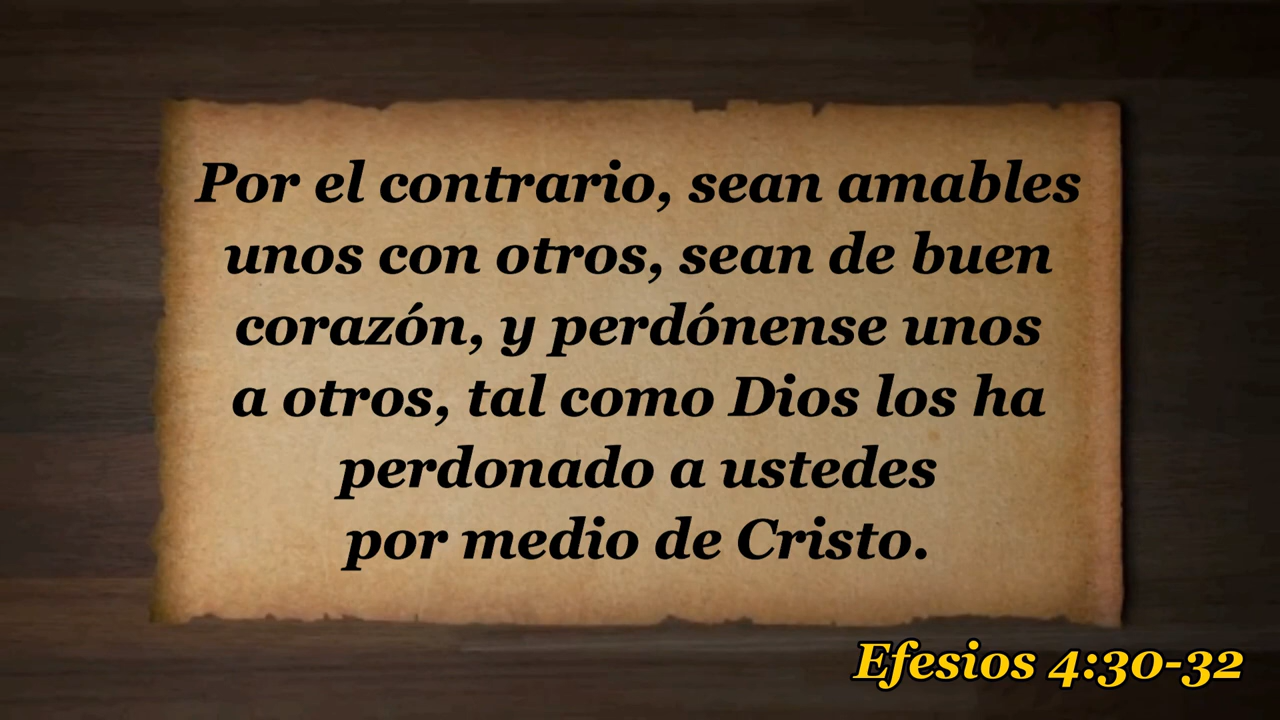 Por el contrario, sean amables
unos con otros, sean de buen
corazón, y perdónense unos
a otros, tal como Dios los ha
perdonado a ustedes
por medio de Cristo.
Efesios 4:30-32